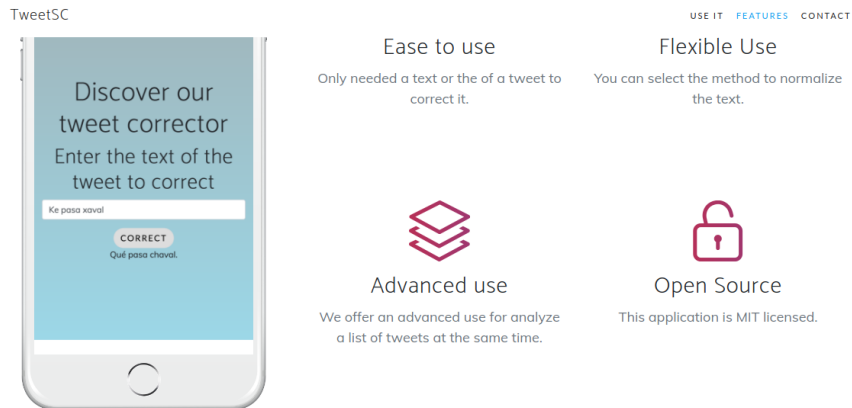 TweetSC
USE IT FEATURES CONTACT
Discover our
tweet corrector
Enter the text of the
tweet to correct
Ke pasa xaval
CORRECT
Qué pasa chaval.
Ease to use
Only needed a text or the of a tweet to
correct it.
Flexible Use
You can select the method to normalize
the text.
Advanced use
We offer an advanced use for analyze
a list of tweets at the same time.
Open Source
This application is MIT licensed.